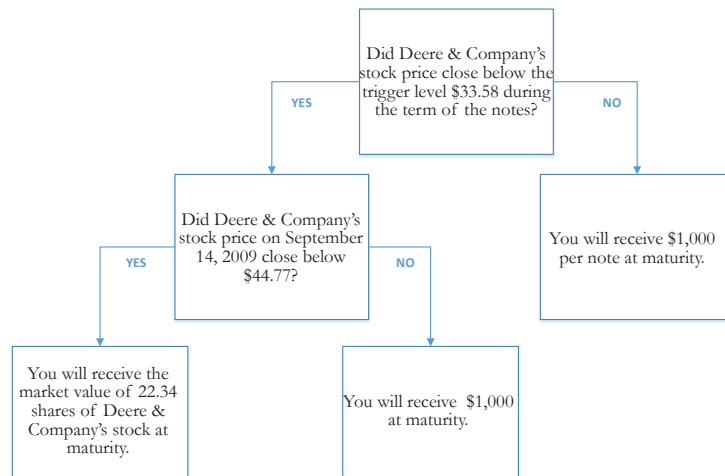 Did Deere & Company's
stock price close below the
trigger level $33.58 during
the term of the notes?
YES
NO
Did Deere & Company's
stock price on September
14, 2009 close below
$44.77?
You will receive $1,000
per note at maturity.
YES
NO
You will receive the
market value of 22.34
shares of Deere &
Company's stock at
maturity.
You will receive $1,000
at maturity.